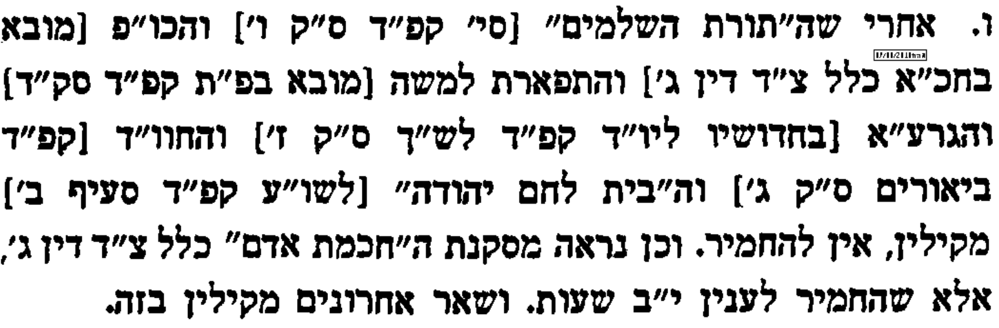 ו. אחרי שה״תורת השלמים״ [סי׳ קפ״ד ס״ק ו׳] והכו״פ [מובא
בחכ״א כלל צ״ד דין ג׳] והתפארת למשה [מובא בפ״ת קפ״ד סק״ד]
והגרע״א [בחדושיו ליו״ד קפ״ד לש״ך ס״ק ז׳] והחוו״ד [קפ״ד
ביאורים ס״ק ג׳] וה״בית לחם יהודה״ [לשו״ע קפ״ד סעיף ב׳]
מקילין, אין להחמיר. וכן נראה מסקנת ה״חכמת אדם״ כלל צ״ד דין ג׳,
אלא שהחמיר לענין י״ב שעות. ושאר אחרונים מקילין בזה.